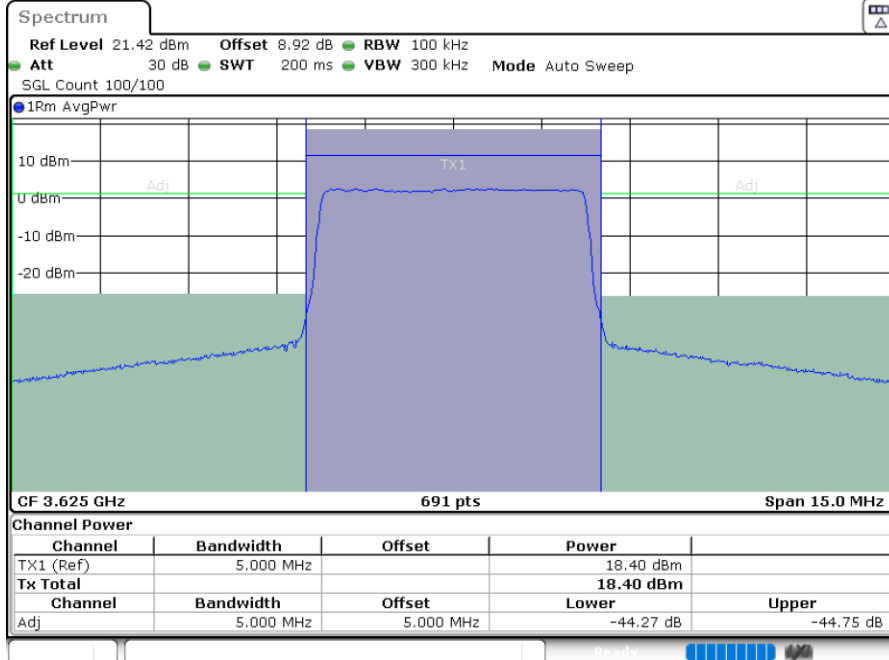 Spectrum
Ref Level 21.42 dBm Offset 8.92 dB RBW 100 kHz
Att 30 dB SWT 200 ms VBW 300 kHz Mode Auto Sweep
SGL Count 100/100
1Rm AvgPwr
10 dBm
TX1
Adj Adj
0 dBm
-10 dBm
-20 dBm
CF 3.625 GHz 691 pts Span 15.0 MHz
Channel Power
Channel Bandwidth Offset Power
TX1 (Ref) 5.000 MHz 18.40 dBm
Tx Total 18.40 dBm
Channel Bandwidth Offset Lower Upper
Adj 5.000 MHz 5.000 MHz -44.27 dB -44.75 dB
Ready